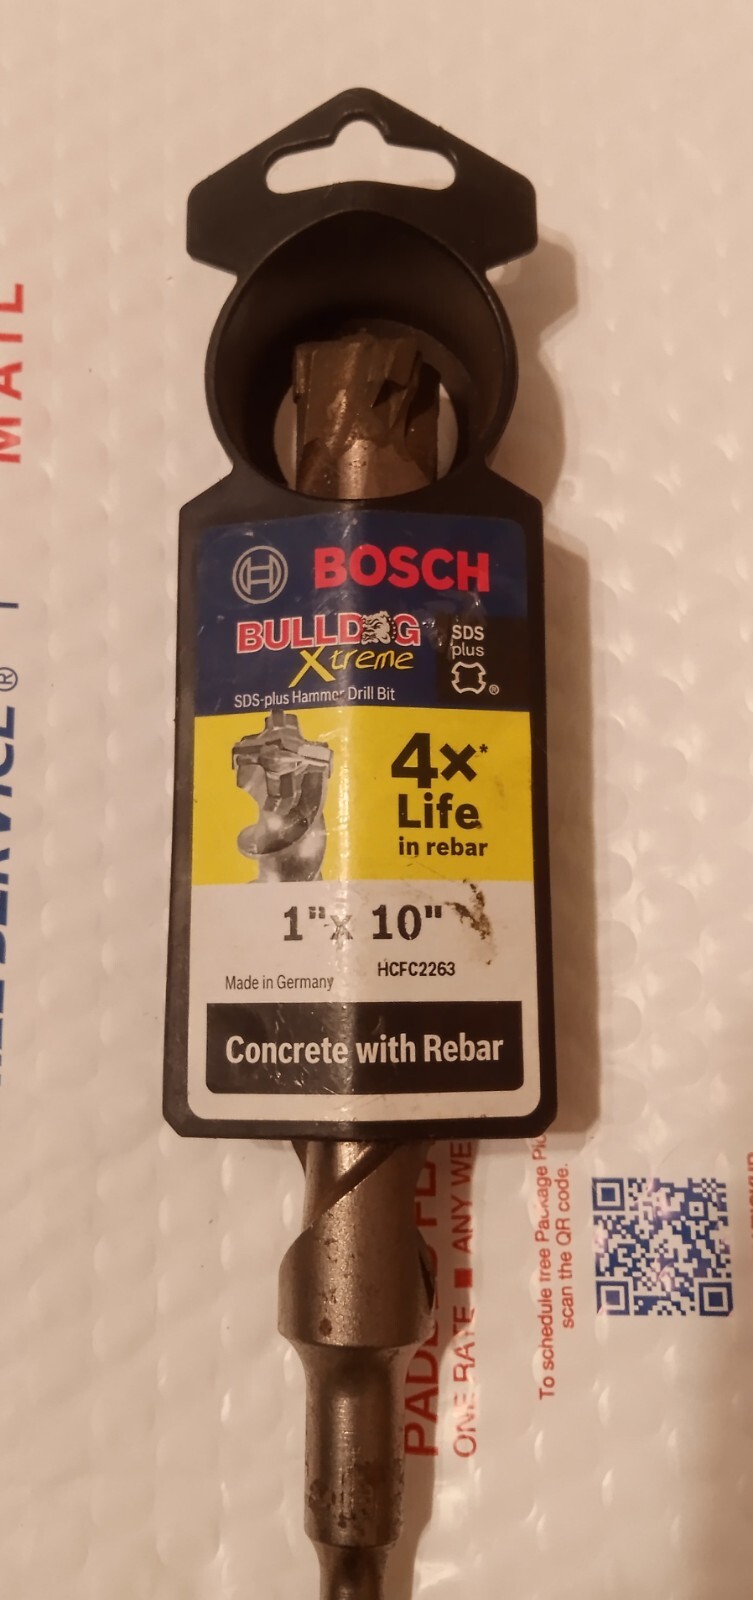 BOSCH
BULLDOG
Xtreme
SDS
plus
®
SDS-plus Hammer Drill Bit
4x*
Life
in rebar
1" x 10"
HCFC2263
Made in Germany
Concrete with Rebar
MAIL
®
ONE RATE ■ ANY WE
To schedule free Package Pic
scan the QR code.